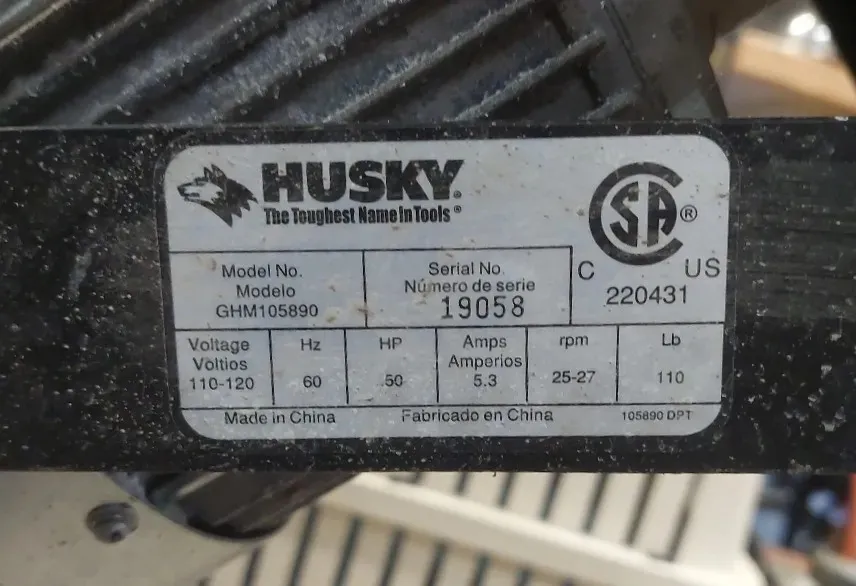 HUSKY®
The Toughest Name in Tools®
CSA®
C US
220431
Model No.
Modelo
GHM105890
Serial No.
Número de serie
19058
Voltage
Voltios
110-120
Hz
60
HP
.50
Amps
Amperios
5.3
rpm
25-27
Lb
110
Made in China
Fabricado en China
105890 DPT